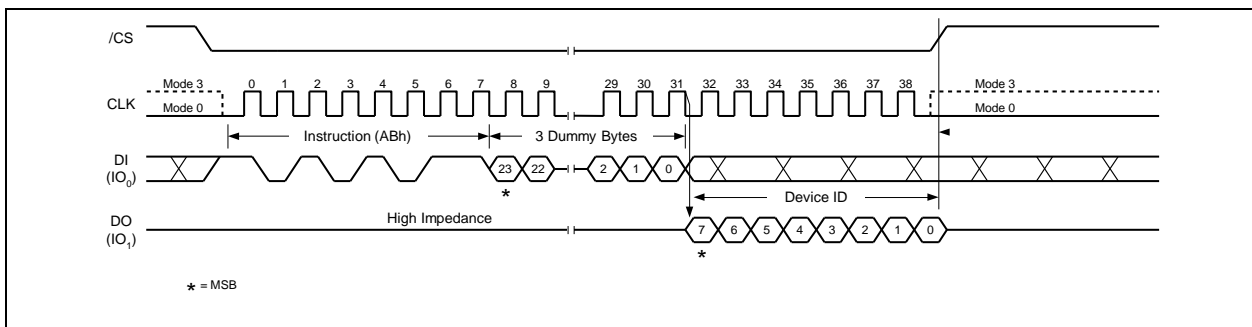 /CS
Mode 3 0 1 2 3 4 5 6 7 8 9 29 30 31 32 33 34 35 36 37 38 Mode 3
CLK
Mode 0 Mode 0
Instruction (ABh) 3 Dummy Bytes
DI
(IO0)
23 22 2 1 0
*
Device ID
High Impedance
DO
(IO1)
7 6 5 4 3 2 1 0
*
* = MSB